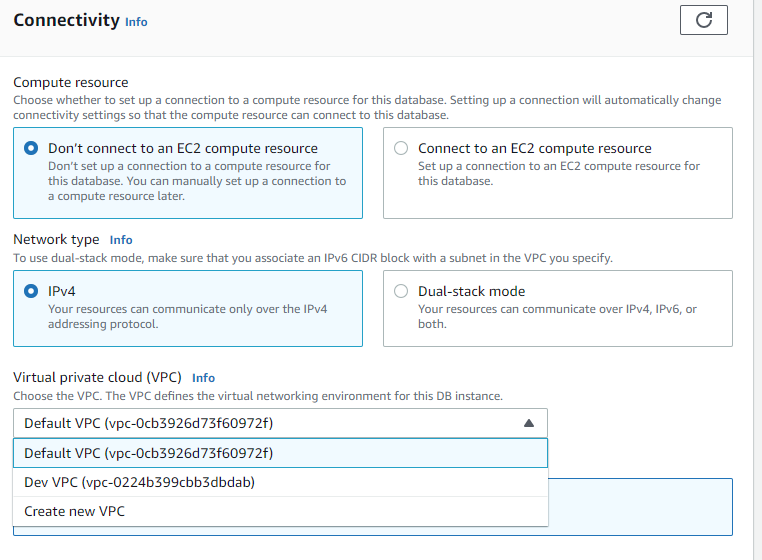 Connectivity Info
Compute resource
Choose whether to set up a connection to a compute resource for this database. Setting up a connection will automatically change
connectivity settings so that the compute resource can connect to this database.
Don't connect to an EC2 compute resource
Don't set up a connection to a compute resource for
this database. You can manually set up a connection to
a compute resource later.
Connect to an EC2 compute resource
Set up a connection to an EC2 compute resource for
this database.
Network type Info
To use dual-stack mode, make sure that you associate an IPv6 CIDR block with a subnet in the VPC you specify.
IPv4
Your resources can communicate only over the IPv4
addressing protocol.
Dual-stack mode
Your resources can communicate over IPv4, IPv6, or
both.
Virtual private cloud (VPC) Info
Choose the VPC. The VPC defines the virtual networking environment for this DB instance.
Default VPC (vpc-0cb3926d73f60972f)
Default VPC (vpc-0cb3926d73f60972f)
Dev VPC (vpc-0224b399cbb3dbdab)
Create new VPC